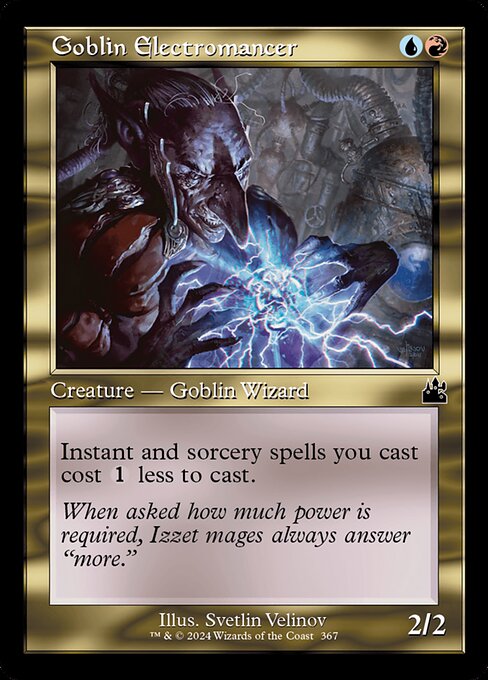 Goblin Electromancer
Creature — Goblin Wizard
Instant and sorcery spells you cast
cost 1 less to cast.
When asked how much power is
required, Izzet mages always answer
“more.”
Illus. Svetlin Velinov
™ & © 2024 Wizards of the Coast 367
2/2